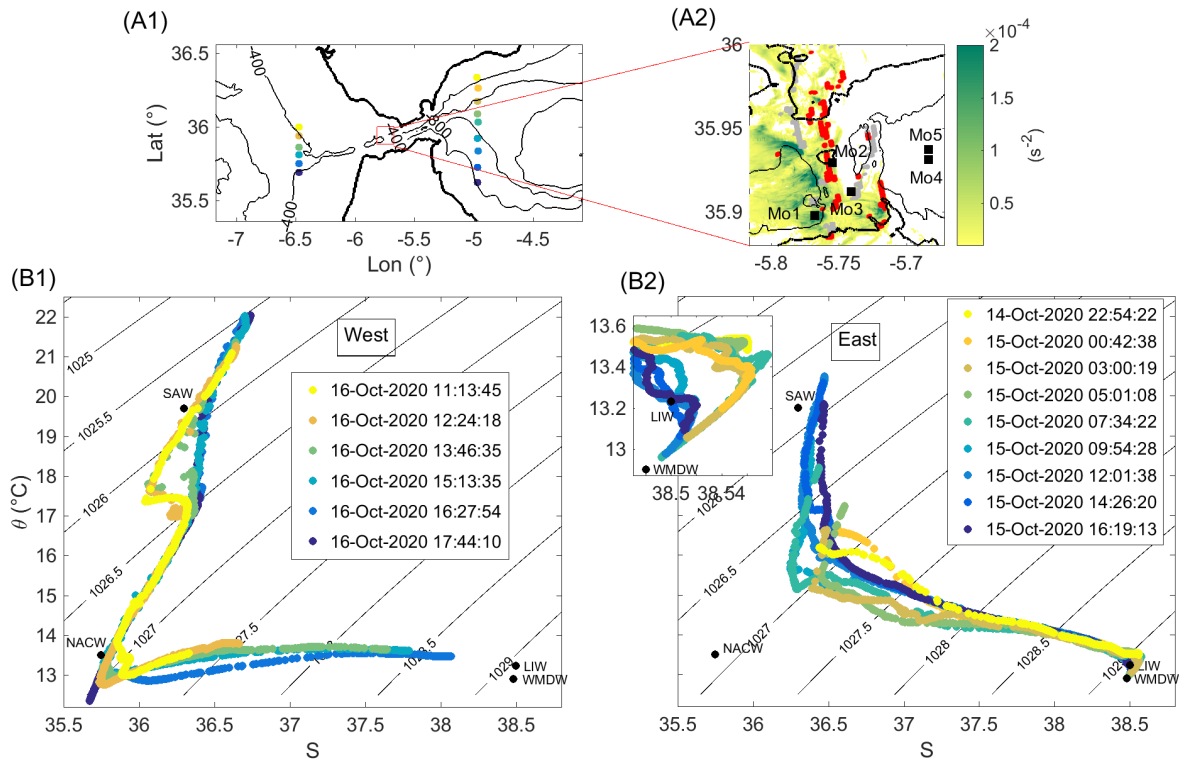 (A1)
(A2)
36.5
36
35.5
Lat (°)
-400
-400
-400
-800
-7
-6.5
-6
-5.5
-5
-4.5
Lon (°)
36
35.95
35.9
-5.8
-5.75
-5.7
Mo1
Mo2
Mo3
Mo4
Mo5
×10⁻⁴
2
1.5
1
0.5
(s⁻²)
(B1)
(B2)
22
21
20
19
18
17
16
15
14
13
θ (°C)
1025
1025.5
1026
1026.5
1027
1027.5
1028
1028.5
1029
West
SAW
NACW
LIW
WMDW
16-Oct-2020 11:13:45
16-Oct-2020 12:24:18
16-Oct-2020 13:46:35
16-Oct-2020 15:13:35
16-Oct-2020 16:27:54
16-Oct-2020 17:44:10
35.5
36
36.5
37
37.5
38
38.5
S
13.6
13.4
13.2
13
38.5
38.54
LIW
WMDW
East
SAW
NACW
LIW
WMDW
1026.5
1027
1027.5
1028
1028.5
14-Oct-2020 22:54:22
15-Oct-2020 00:42:38
15-Oct-2020 03:00:19
15-Oct-2020 05:01:08
15-Oct-2020 07:34:22
15-Oct-2020 09:54:28
15-Oct-2020 12:01:38
15-Oct-2020 14:26:20
15-Oct-2020 16:19:13
35.5
36
36.5
37
37.5
38
38.5
S